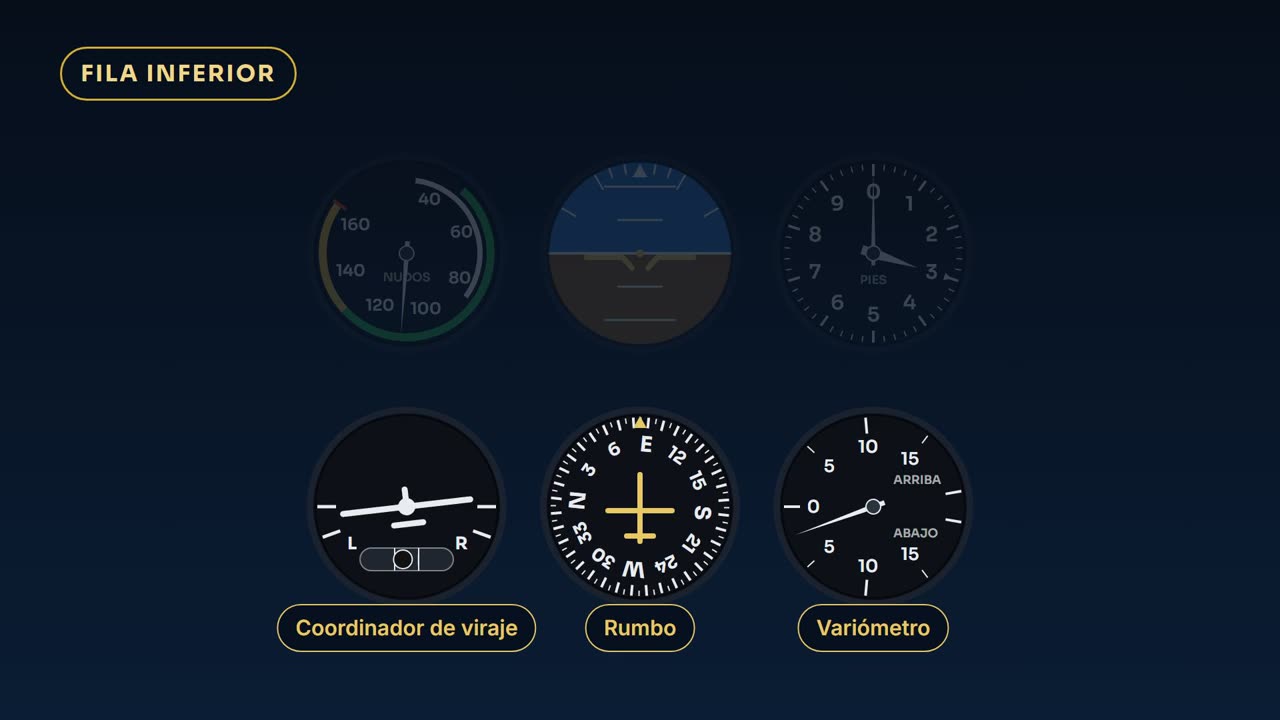 FILA INFERIOR
40
60
80
100
120
140
160
NUDOS
0
1
2
3
4
5
6
7
8
9
PIES
L
R
E
12
15
S
21
24
W
30
33
N
3
6
0
5
10
15
ARRIBA
ABAJO
5
10
15
Coordinador de viraje
Rumbo
Variómetro